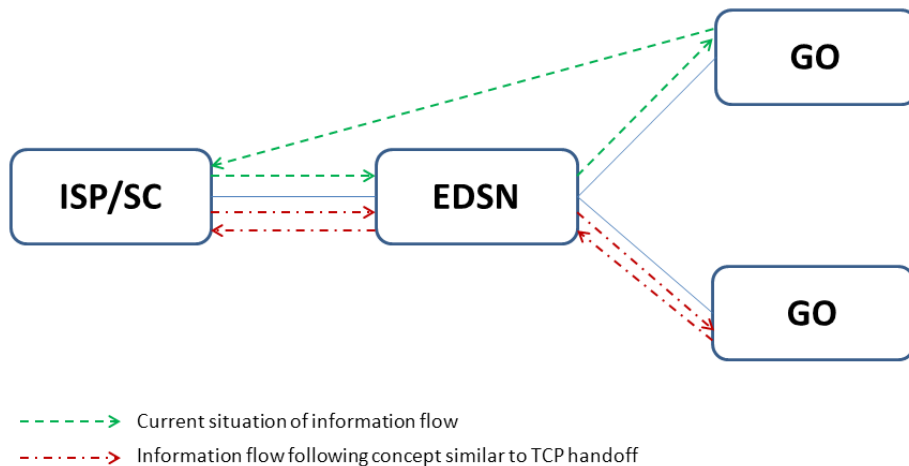 GO
ISP/SC
EDSN
GO
Current situation of information flow
Information flow following concept similar to TCP handoff